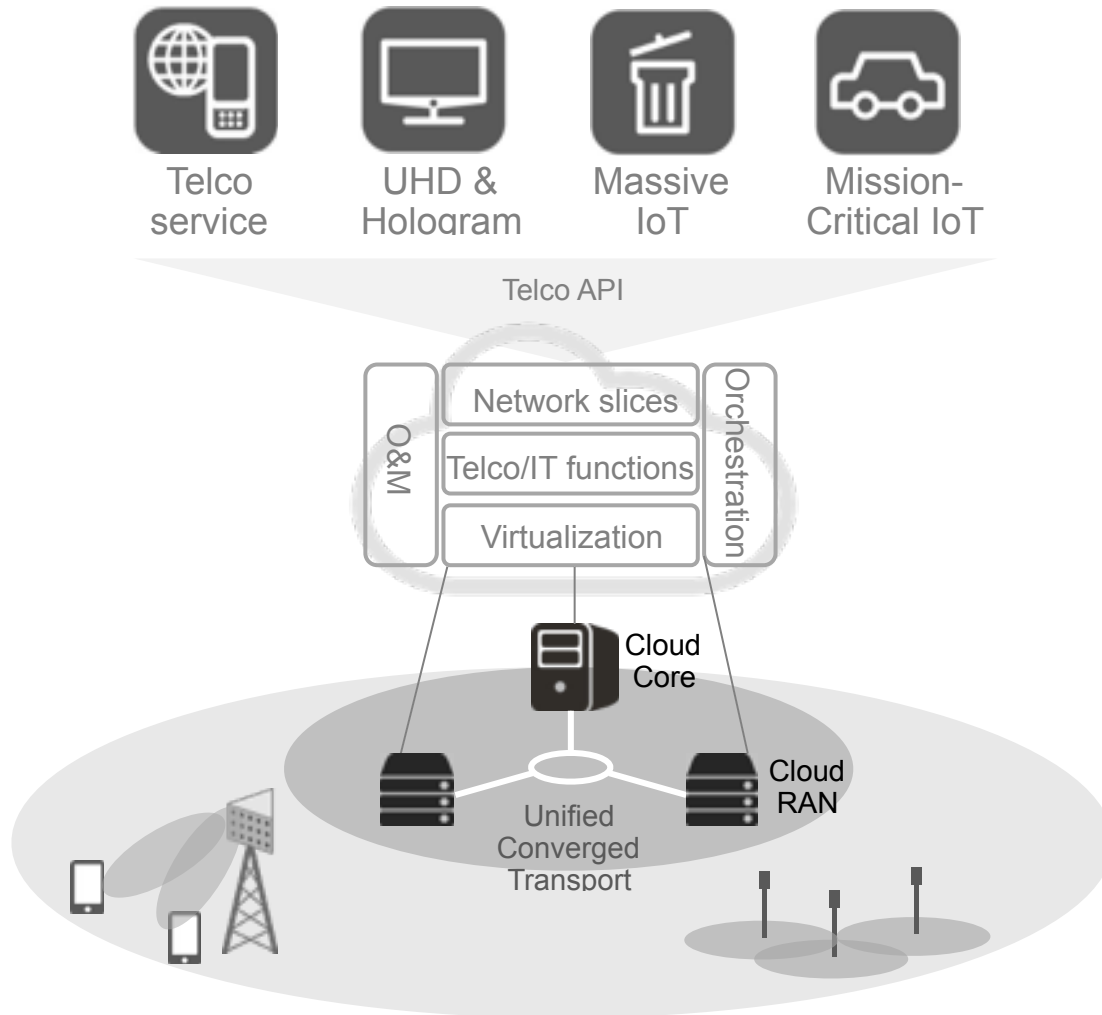 Telco
service
UHD &
Hologram
Massive
IoT
Mission-
Critical IoT
Telco API
O&M
Network slices
Telco/IT functions
Virtualization
Orchestration
Cloud
Core
Cloud
RAN
Unified
Converged
Transport